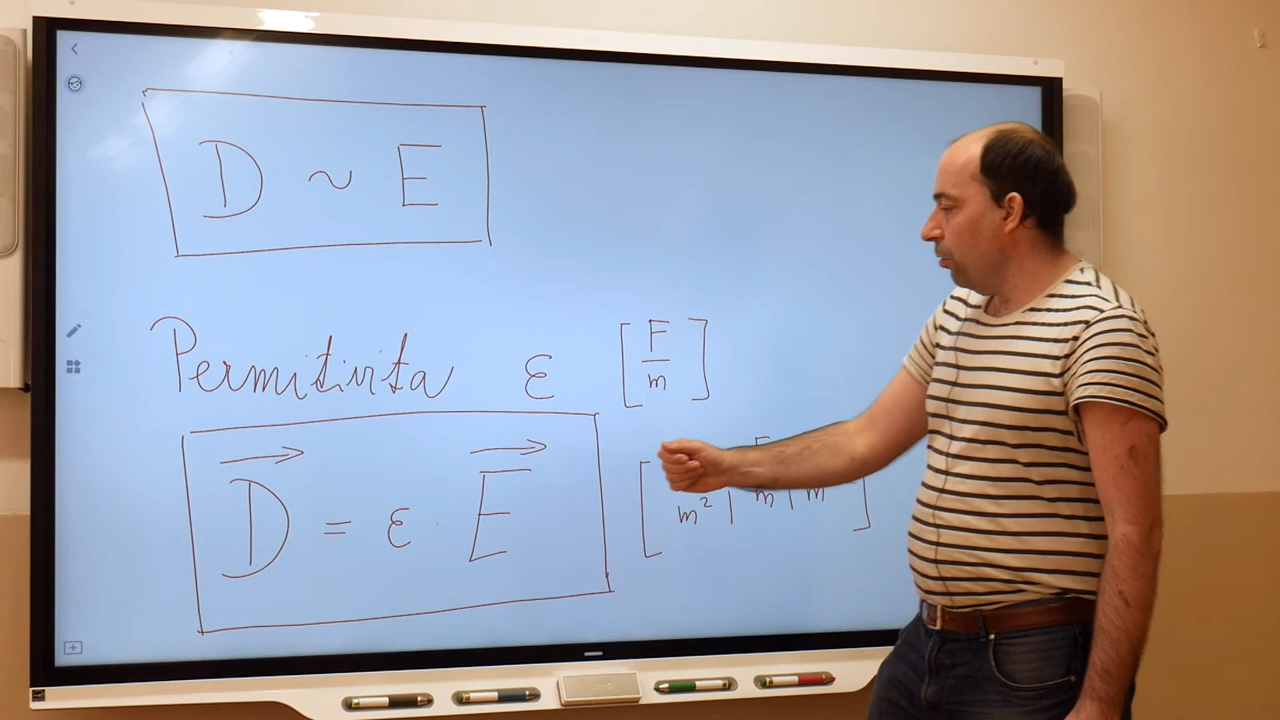 D ~ E
Permitivita ε [F/m]
D = ε · E
[ m² | F/m | m ]